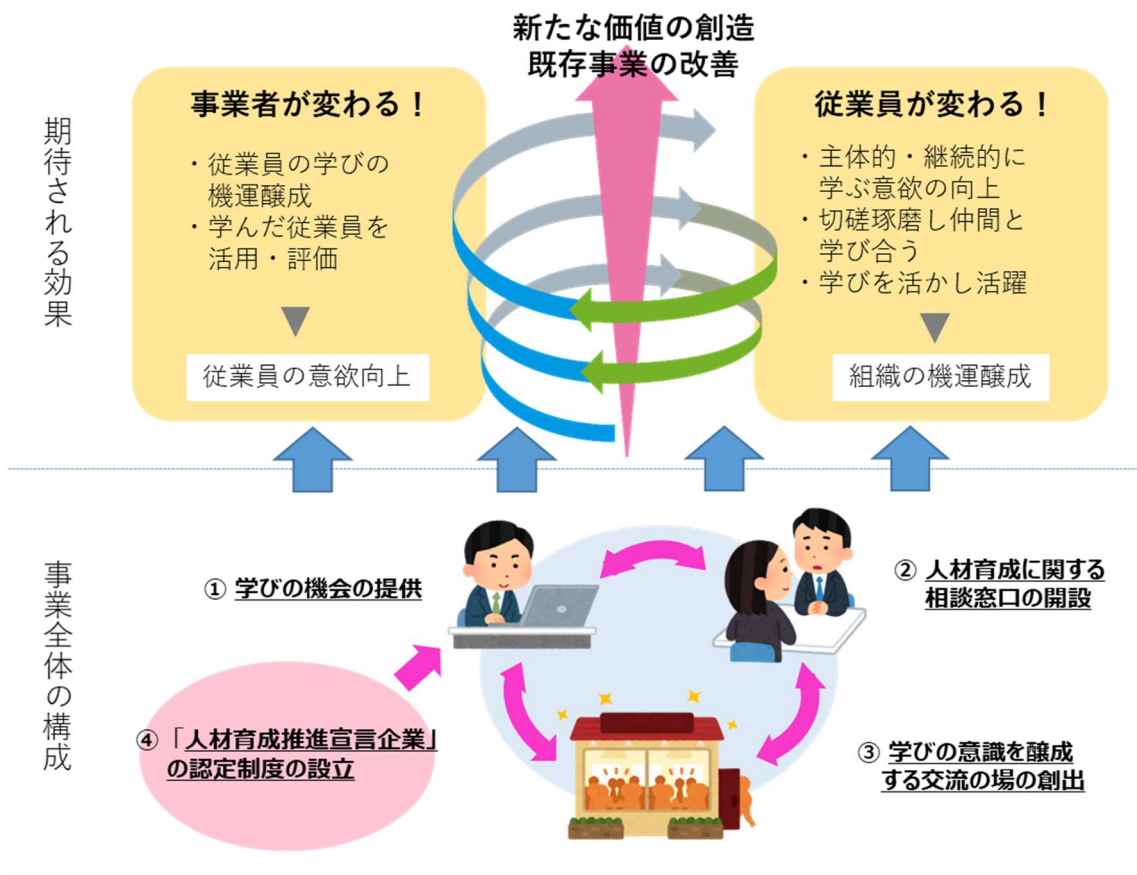 新たな価値の創造
既存事業の改善
期待される効果
事業者が変わる！
・従業員の学びの
機運醸成
・学んだ従業員を
活用・評価
従業員の意欲向上
従業員が変わる！
・主体的・継続的に
学ぶ意欲の向上
・切磋琢磨し仲間と
学び合う
・学びを活かし活躍
組織の機運醸成
事業全体の構成
① 学びの機会の提供
② 人材育成に関する
相談窓口の開設
④ 「人材育成推進宣言企業」
の認定制度の設立
③ 学びの意識を醸成
する交流の場の創出